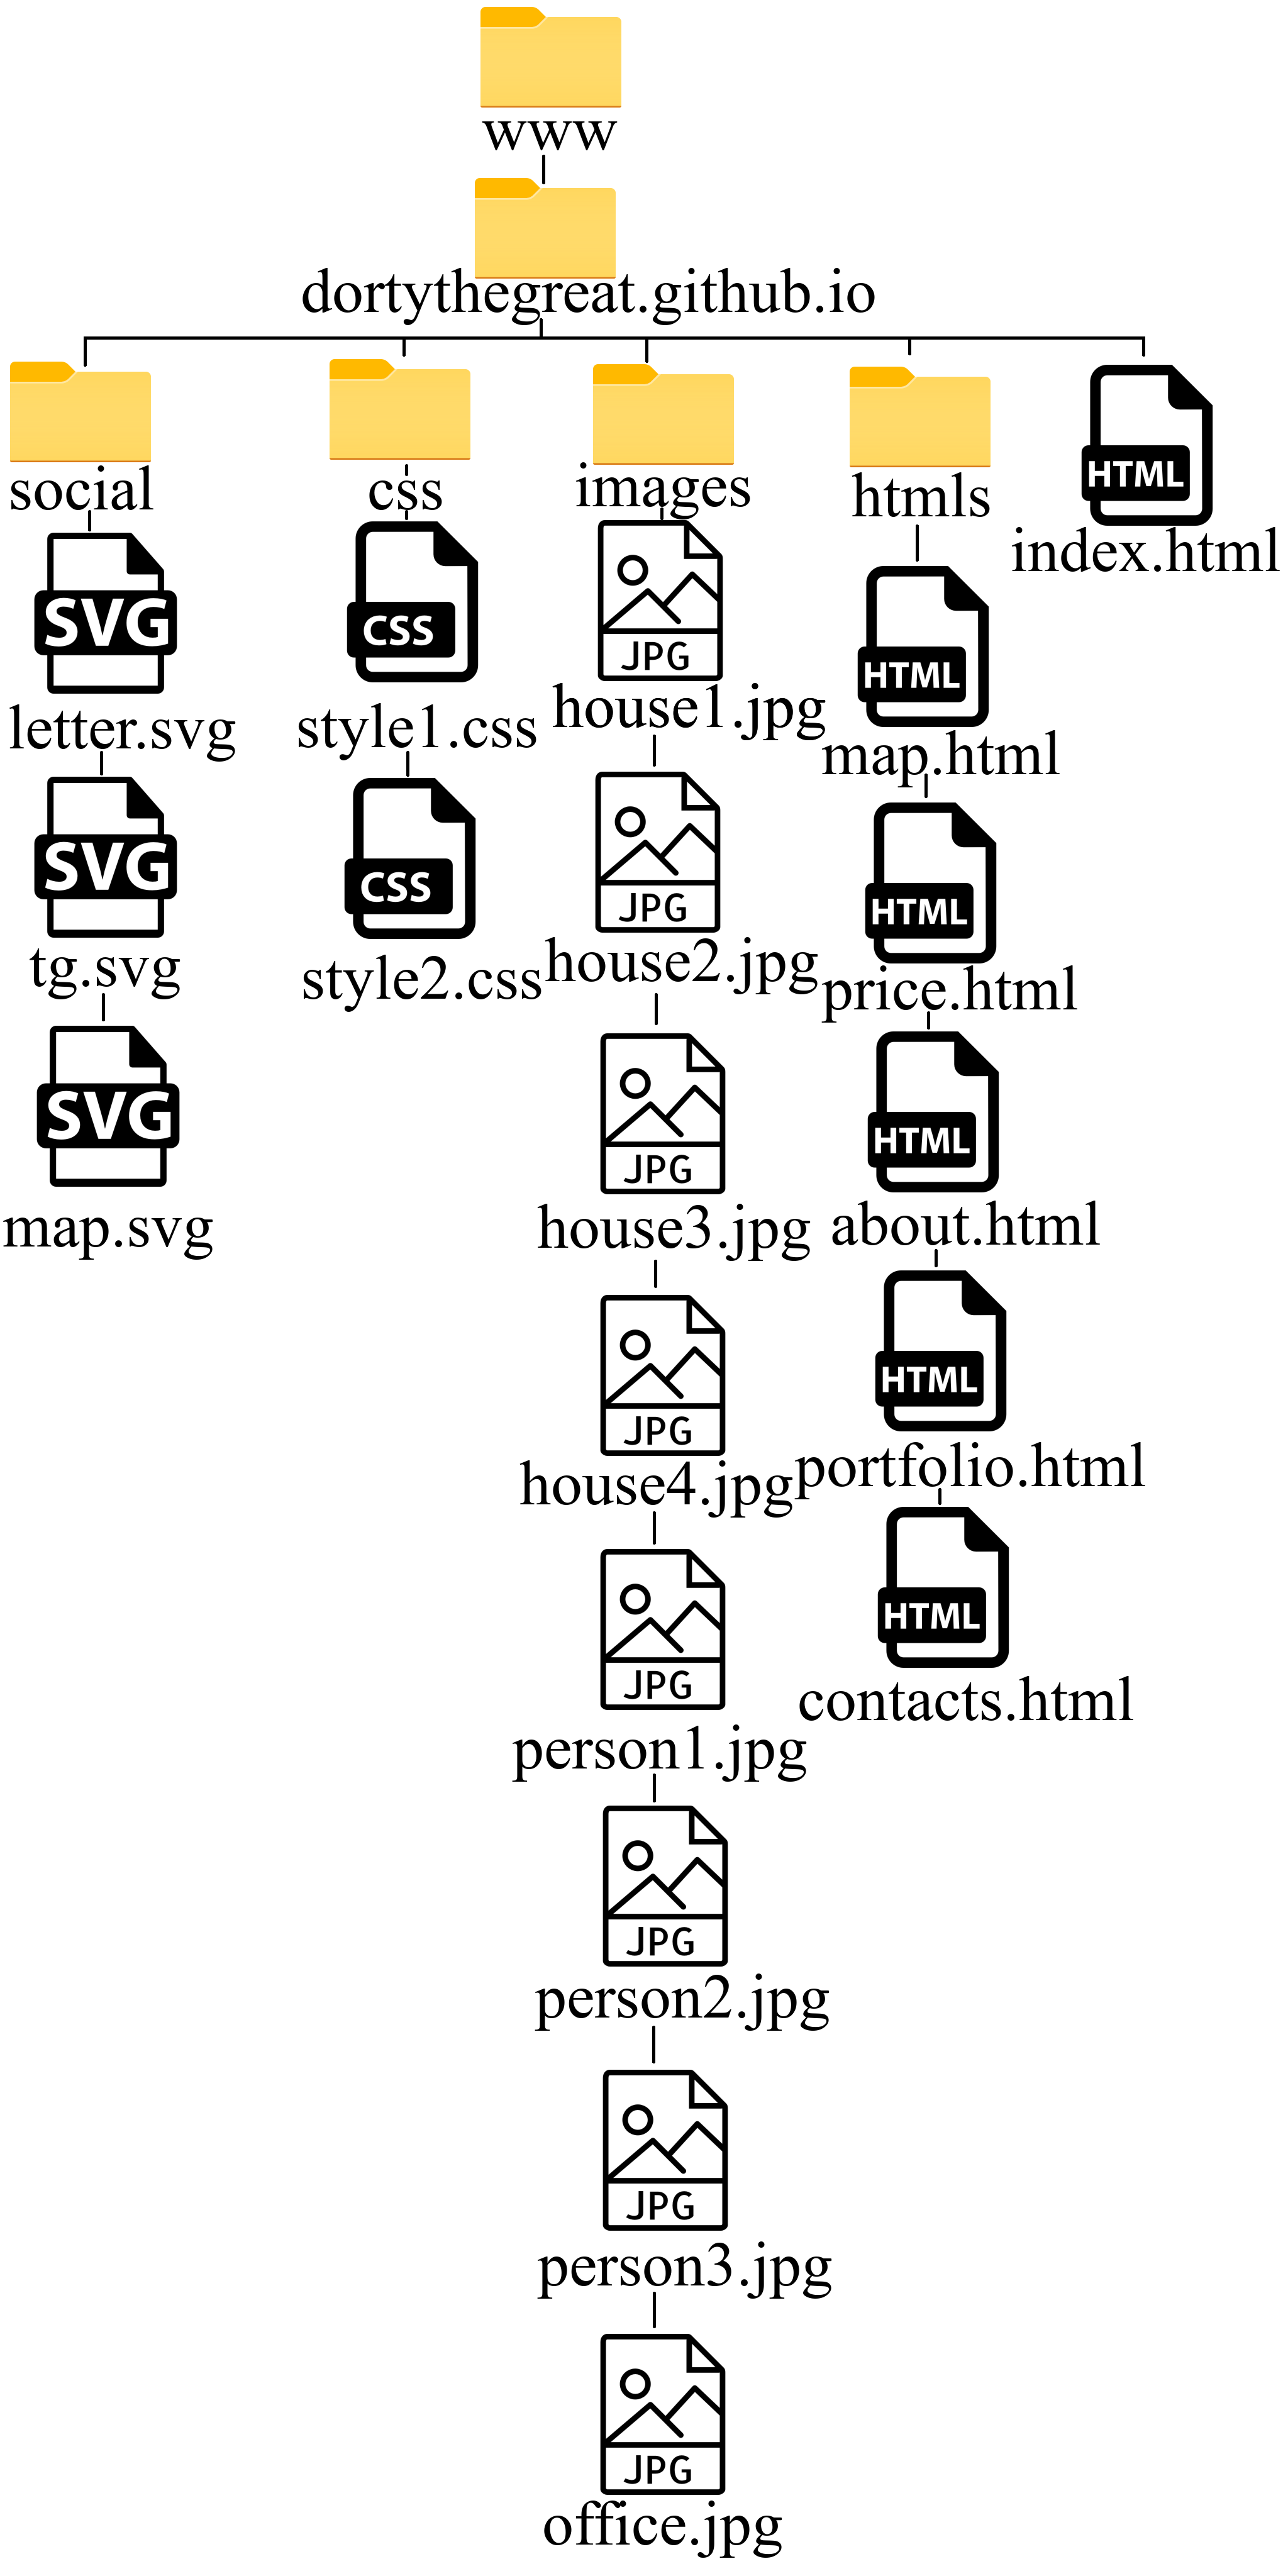 www
dortythegreat.github.io
social
SVG
letter.svg
SVG
tg.svg
SVG
map.svg
css
CSS
style1.css
CSS
style2.css
images
JPG
house1.jpg
JPG
house2.jpg
JPG
house3.jpg
JPG
house4.jpg
JPG
person1.jpg
JPG
person2.jpg
JPG
person3.jpg
JPG
office.jpg
htmls
HTML
map.html
HTML
price.html
HTML
about.html
HTML
portfolio.html
HTML
contacts.html
HTML
index.html